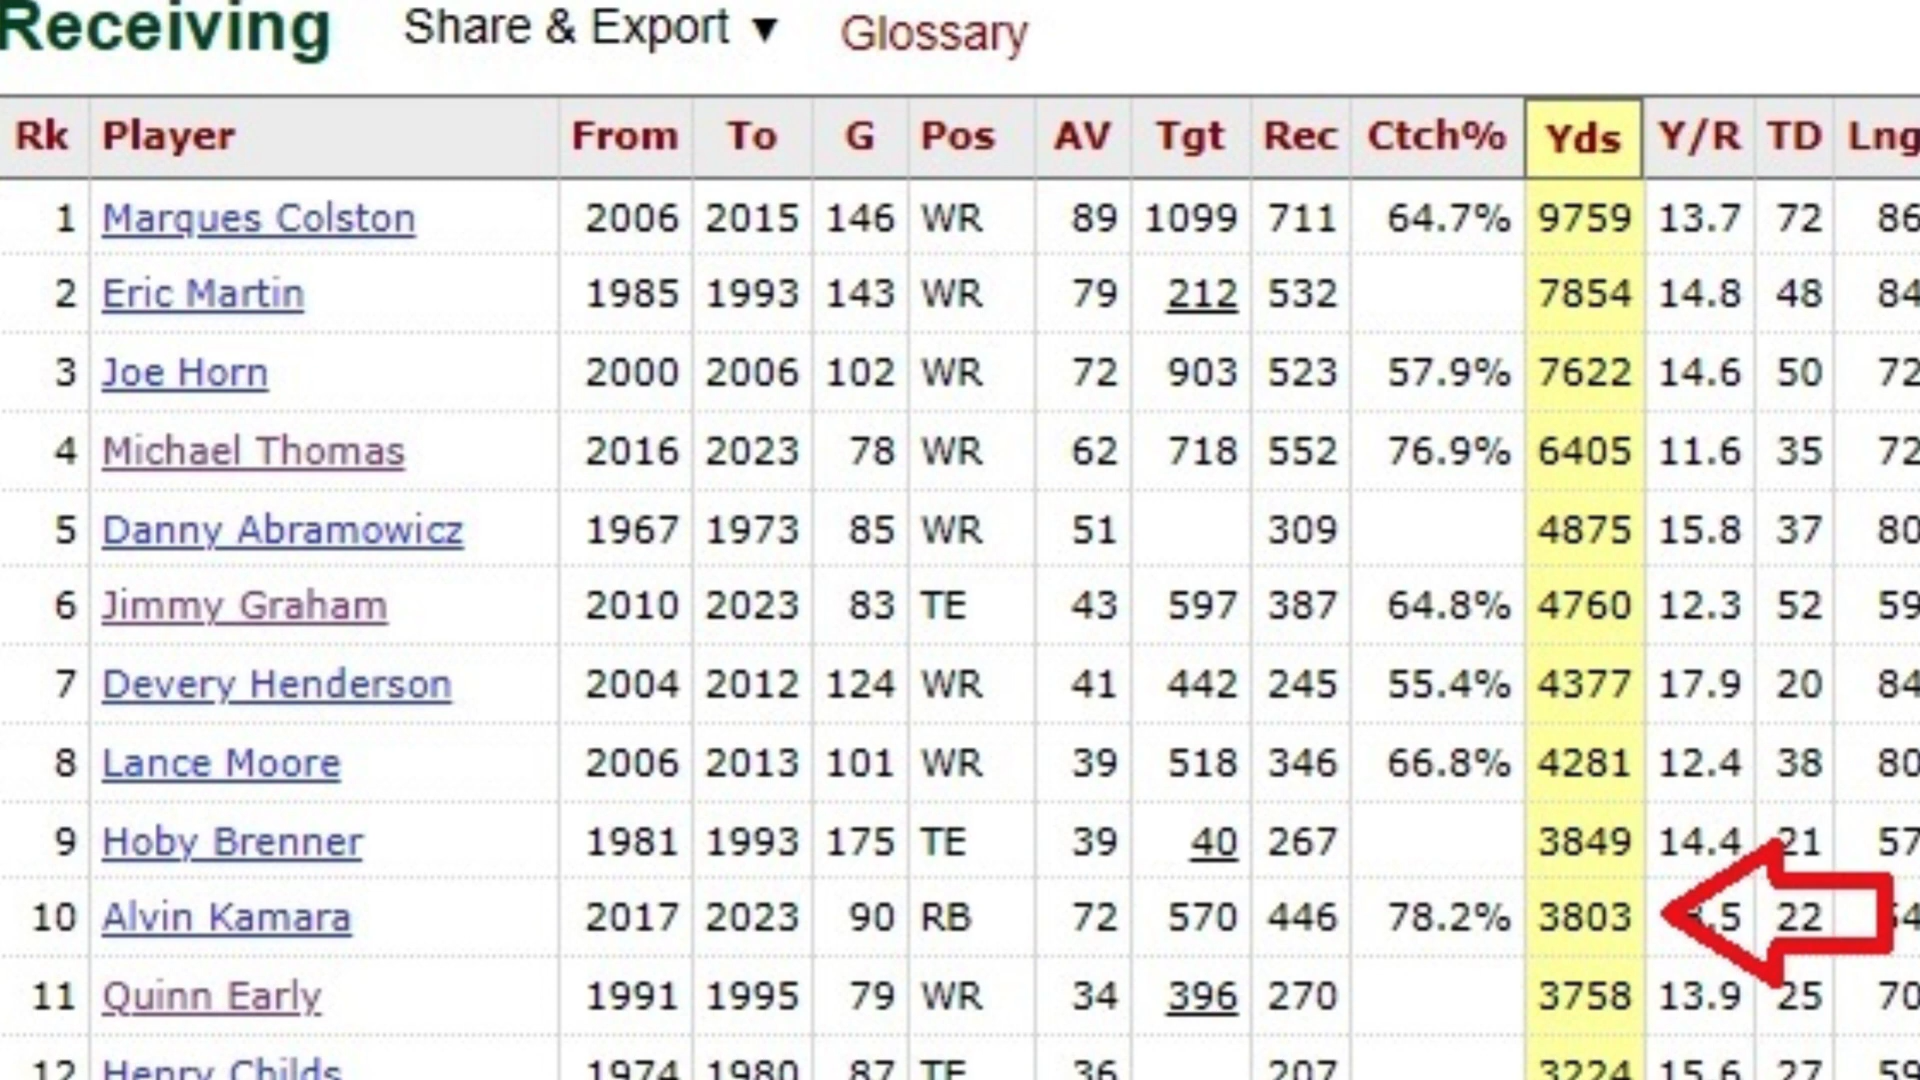 Receiving Share & Export ▼ Glossary
Rk Player From To G Pos AV Tgt Rec Ctch% Yds Y/R TD Lng
1 Marques Colston 2006 2015 146 WR 89 1099 711 64.7% 9759 13.7 72 86
2 Eric Martin 1985 1993 143 WR 79 212 532 7854 14.8 48 84
3 Joe Horn 2000 2006 102 WR 72 903 523 57.9% 7622 14.6 50 72
4 Michael Thomas 2016 2023 78 WR 62 718 552 76.9% 6405 11.6 35 72
5 Danny Abramowicz 1967 1973 85 WR 51 309 4875 15.8 37 80
6 Jimmy Graham 2010 2023 83 TE 43 597 387 64.8% 4760 12.3 52 59
7 Devery Henderson 2004 2012 124 WR 41 442 245 55.4% 4377 17.9 20 84
8 Lance Moore 2006 2013 101 WR 39 518 346 66.8% 4281 12.4 38 80
9 Hoby Brenner 1981 1993 175 TE 39 40 267 3849 14.4 21 57
10 Alvin Kamara 2017 2023 90 RB 72 570 446 78.2% 3803 22
11 Quinn Early 1991 1995 79 WR 34 396 270 3758 13.9 25 70
12 Henry Childs 1974 1980 87 TE 36 207 3224 15.6 27 59